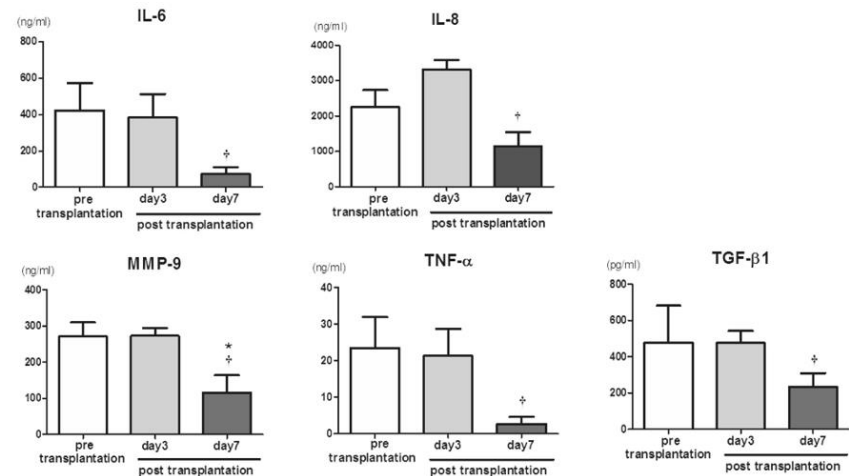 IL-6
(ng/ml)
800
600
400
200
0
†
pre
transplantation
day3
day7
post transplantation
IL-8
(ng/ml)
4000
3000
2000
1000
0
†
pre
transplantation
day3
day7
post transplantation
MMP-9
(ng/ml)
400
300
200
100
0
*
†
pre
transplantation
day3
day7
post transplantation
TNF-α
(ng/ml)
40
30
20
10
0
†
pre
transplantation
day3
day7
post transplantation
TGF-β1
(pg/ml)
800
600
400
200
0
†
pre
transplantation
day3
day7
post transplantation